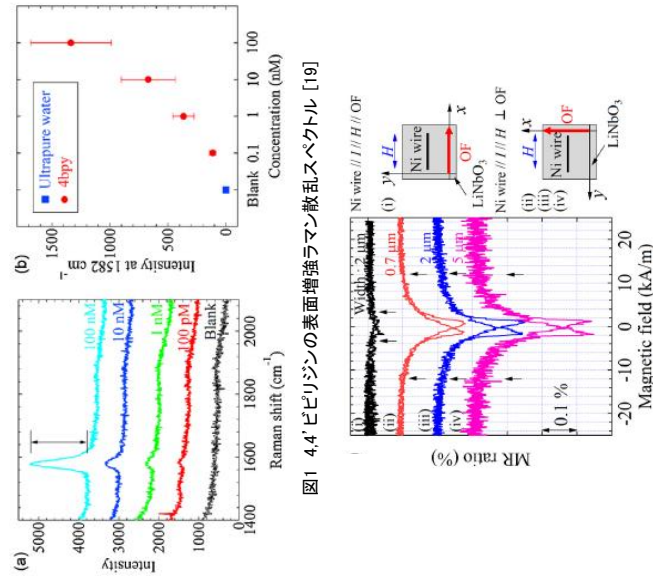 (a)
Intensity
5000
4000
3000
2000
1000
0
100 nM
10 nM
1 nM
100 pM
Blank
1400
1600
1800
2000
Raman shift (cm⁻¹)
(b)
Intensity at 1582 cm⁻¹
1500
1000
500
0
Ultrapure water
4bpy
Blank
0.1
1
10
100
Concentration (nM)
図1 4,4'ビピリジンの表面増強ラマン散乱スペクトル [19]
MR ratio (%)
(i)
Width : 2 μm
(ii)
0.7 μm
(iii)
2 μm
(iv)
5 μm
0.1 %
-20
-10
0
10
20
Magnetic field (kA/m)
Ni wire // I // H // OF
(i)
y
H
Ni wire
OF
x
LiNbO₃
Ni wire // I // H ⊥ OF
(ii)
(iii)
(iv)
H
x
Ni wire
OF
y
LiNbO₃